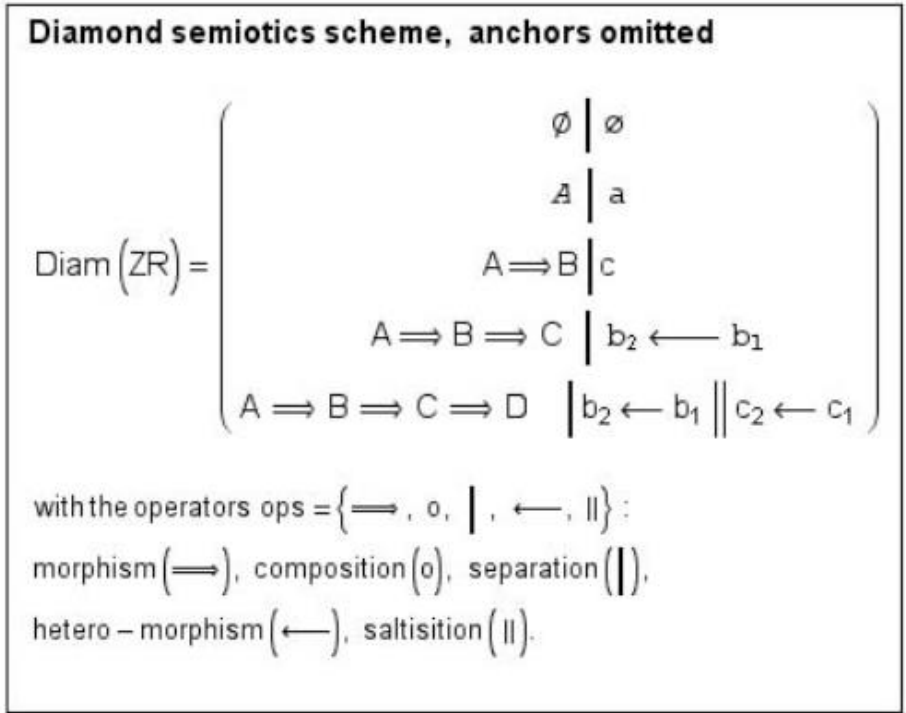 Diamond semiotics scheme, anchors omitted
Ø | ø
A | a
Diam (ZR) = A ⟹ B | c
A ⟹ B ⟹ C | b₂ ⟵ b₁
A ⟹ B ⟹ C ⟹ D | b₂ ⟵ b₁ || c₂ ⟵ c₁
with the operators ops = {⟹, o, |, ⟵, ||} :
morphism (⟹), composition (o), separation (|),
hetero – morphism (⟵), saltisition (||).